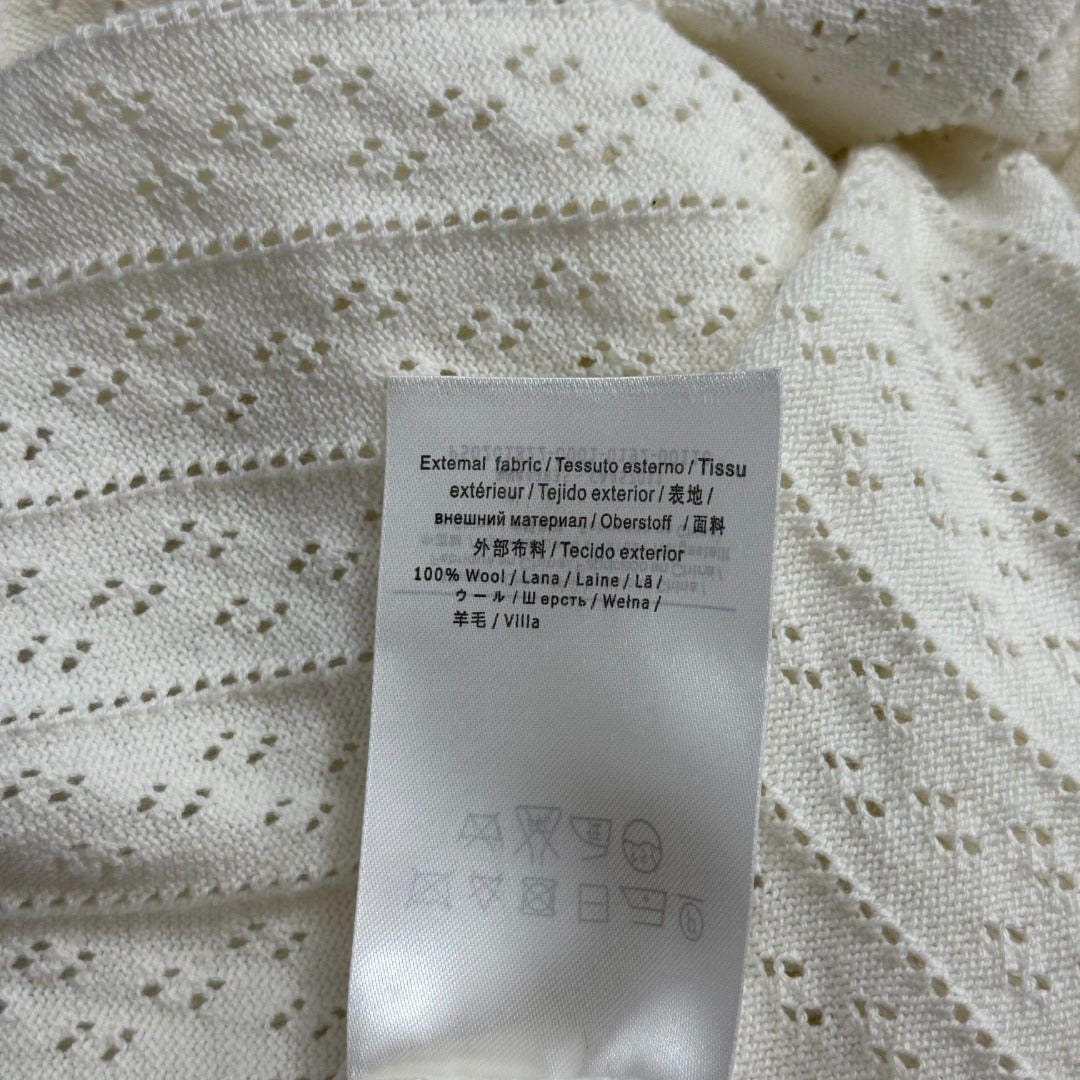 External fabric / Tessuto esterno / Tissu
extérieur / Tejido exterior / 表地 /
внешний материал / Oberstoff / 面料
外部布料 / Tecido exterior
100% Wool / Lana / Laine / Lã /
ウール / Шерсть / Wełna /
羊毛 / Villa